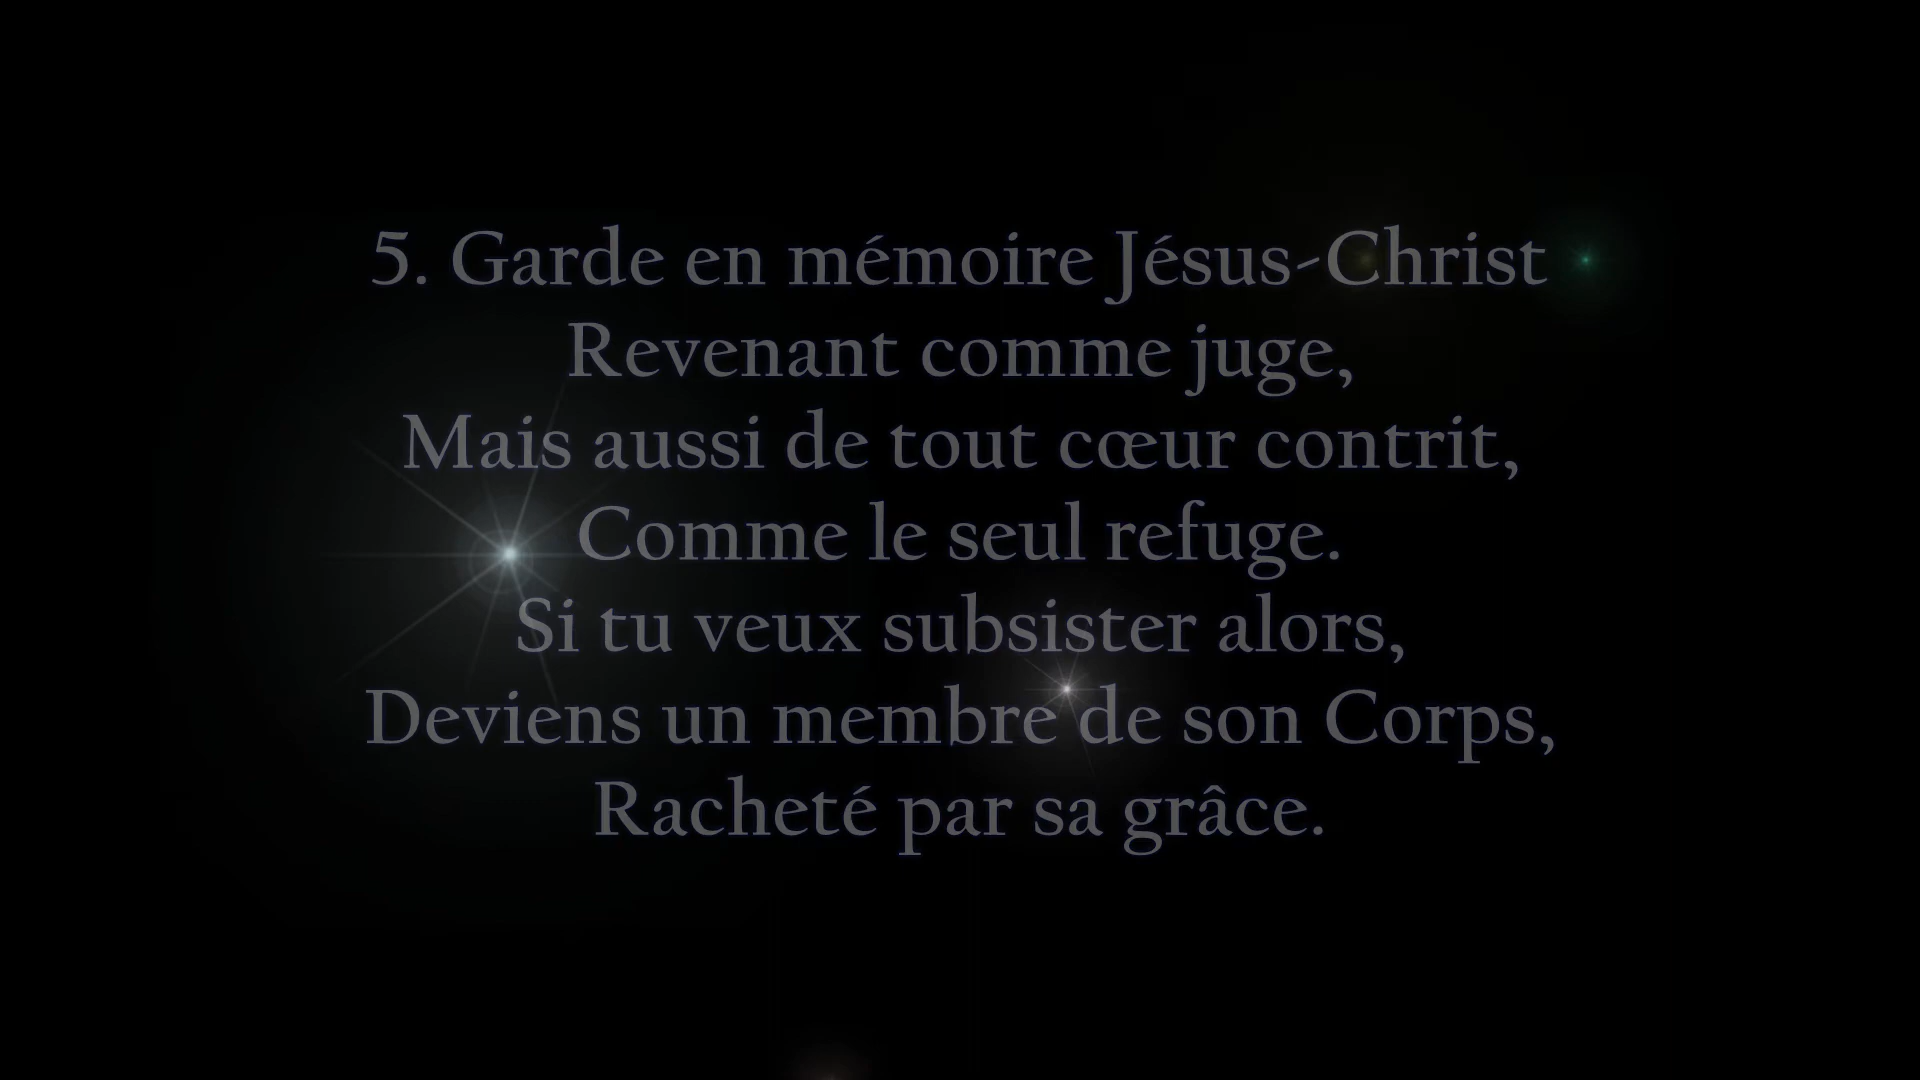 5. Garde en mémoire Jésus-Christ
Revenant comme juge,
Mais aussi de tout cœur contrit,
Comme le seul refuge.
Si tu veux subsister alors,
Deviens un membre de son Corps,
Racheté par sa grâce.